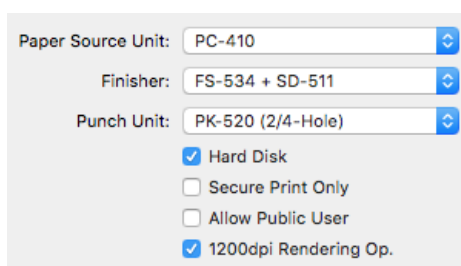 Paper Source Unit: PC-410
Finisher: FS-534 + SD-511
Punch Unit: PK-520 (2/4-Hole)
Hard Disk
Secure Print Only
Allow Public User
1200dpi Rendering Op.